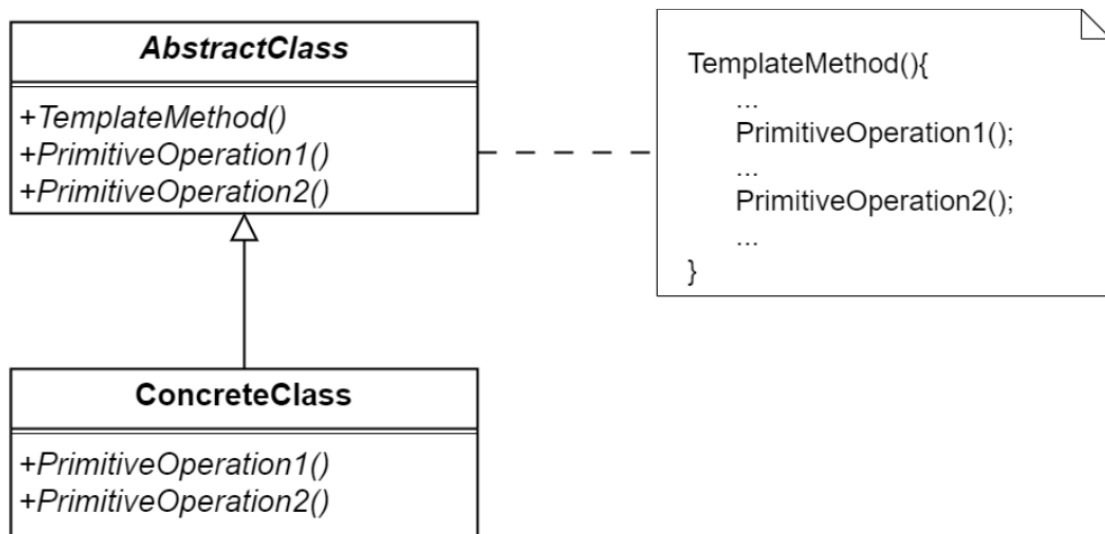 AbstractClass
+TemplateMethod()
+PrimitiveOperation1()
+PrimitiveOperation2()
TemplateMethod(){
...
PrimitiveOperation1();
...
PrimitiveOperation2();
...
}
ConcreteClass
+PrimitiveOperation1()
+PrimitiveOperation2()